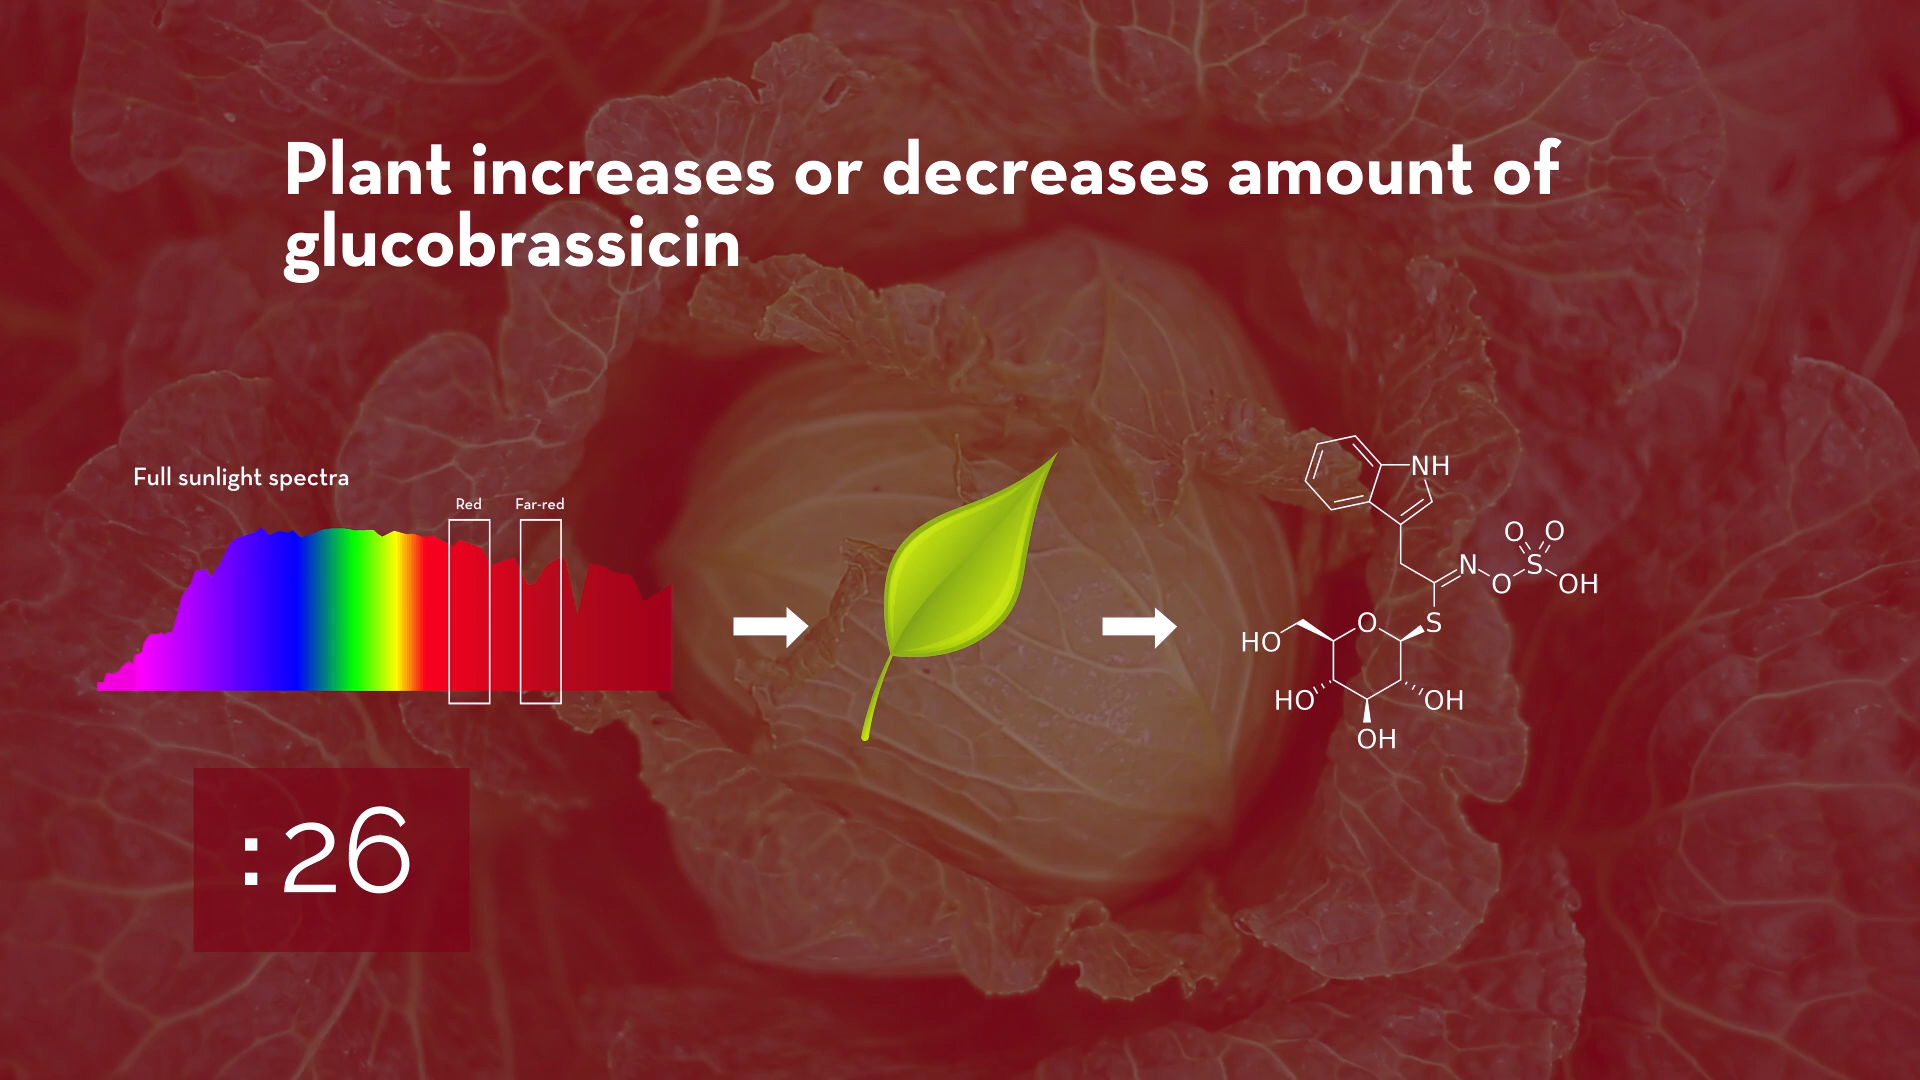 Plant increases or decreases amount of
glucobrassicin
Full sunlight spectra
Red
Far-red
NH
O O
N
S
O
OH
O
S
HO
HO
OH
OH
:26